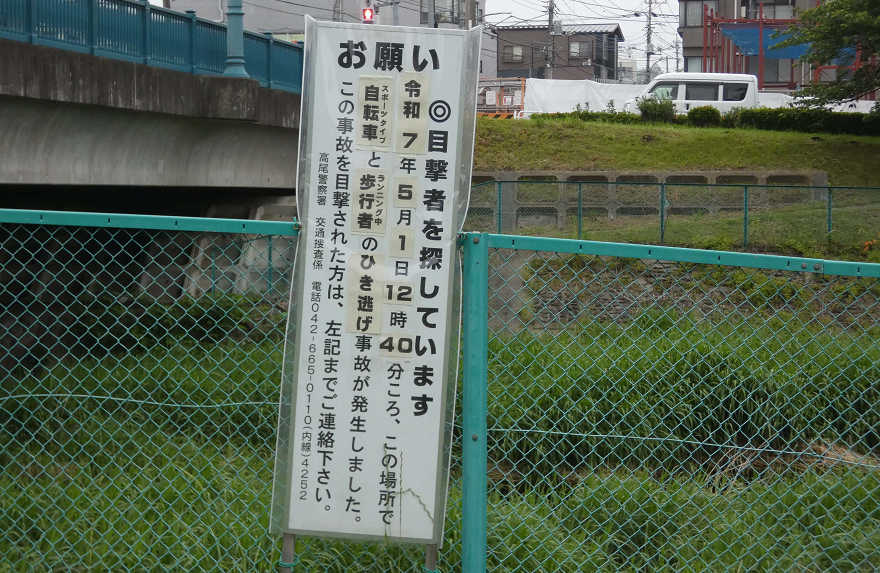 お願い
◎目撃者を探しています
令和7年5月1日12時40分ころ、この場所で
スポーツタイプ
自転車と歩行者のひき逃げ事故が発生しました。
ランニング中
この事故を目撃された方は、左記までご連絡下さい。
高尾警察署 交通捜査係 電話042-665-0110(内線)4252